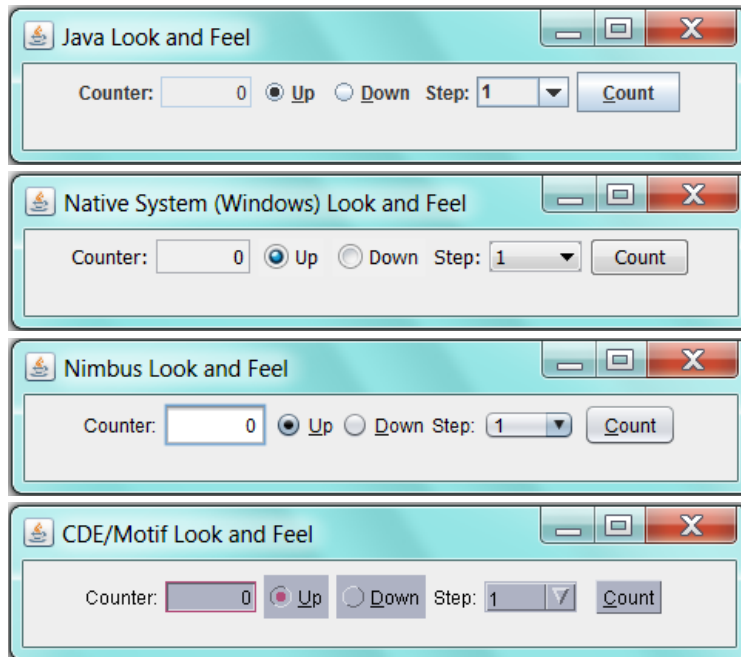 Java Look and Feel
Counter: 0 Up Down Step: 1 Count
Native System (Windows) Look and Feel
Counter: 0 Up Down Step: 1 Count
Nimbus Look and Feel
Counter: 0 Up Down Step: 1 Count
CDE/Motif Look and Feel
Counter: 0 Up Down Step: 1 Count